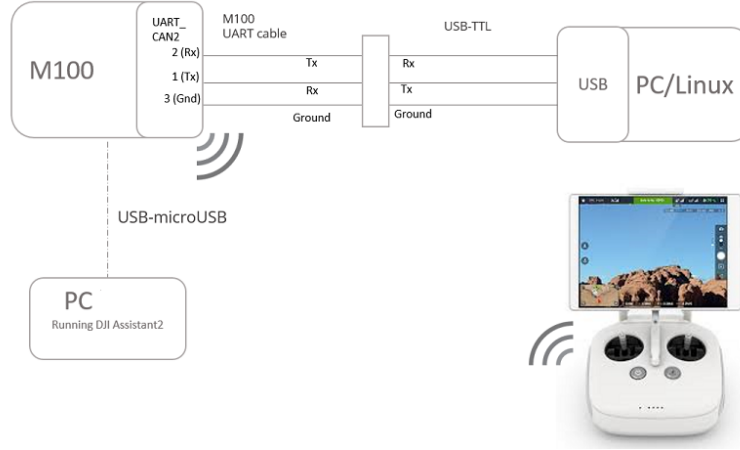 UART_
CAN2
M100
UART cable
USB-TTL
2 (Rx)
Tx
Rx
M100
1 (Tx)
USB
PC/Linux
Rx
Tx
3 (Gnd)
Ground
Ground
USB-microUSB
PC
Running DJI Assistant2